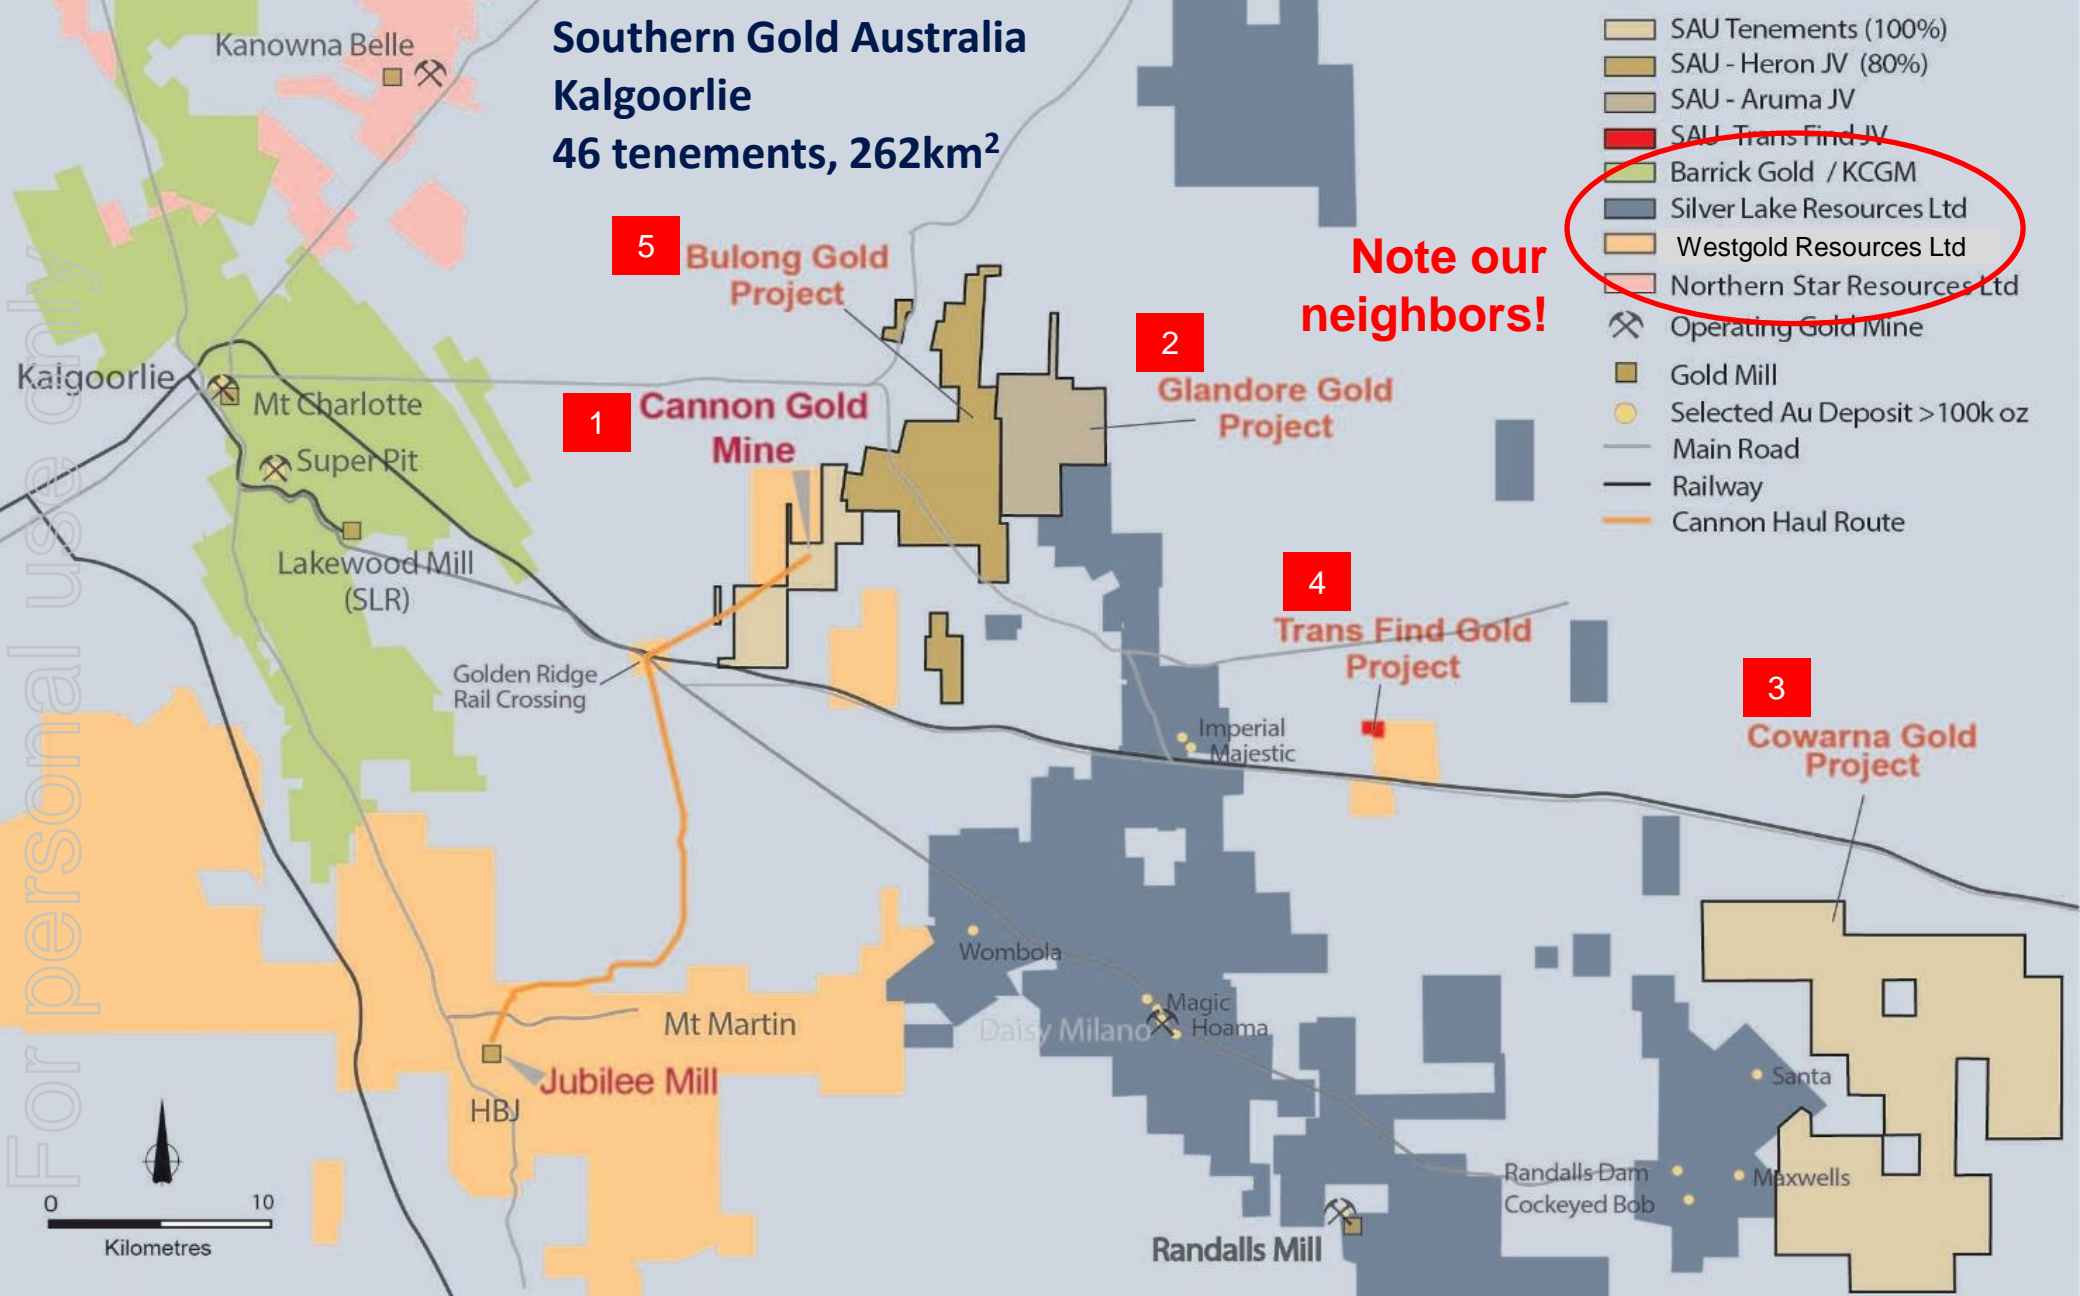 Southern Gold Australia
Kalgoorlie
46 tenements, 262km²
SAU Tenements (100%)
SAU - Heron JV (80%)
SAU - Aruma JV
SAU - Trans Find JV
Barrick Gold / KCGM
Silver Lake Resources Ltd
Westgold Resources Ltd
Northern Star Resources Ltd
Operating Gold Mine
Gold Mill
Selected Au Deposit >100k oz
Main Road
Railway
Cannon Haul Route
Note our
neighbors!
Kanowna Belle
5
Bulong Gold
Project
2
Glandore Gold
Project
1
Cannon Gold
Mine
Kalgoorlie
Mt Charlotte
Super Pit
Lakewood Mill
(SLR)
Golden Ridge
Rail Crossing
4
Trans Find Gold
Project
3
Cowarna Gold
Project
Imperial
Majestic
Wombola
Magic
Daisy Milano
Hoama
Mt Martin
Jubilee Mill
HBJ
Santa
Randalls Dam
Maxwells
Cockeyed Bob
Randalls Mill
0 10
Kilometres
For personal use only